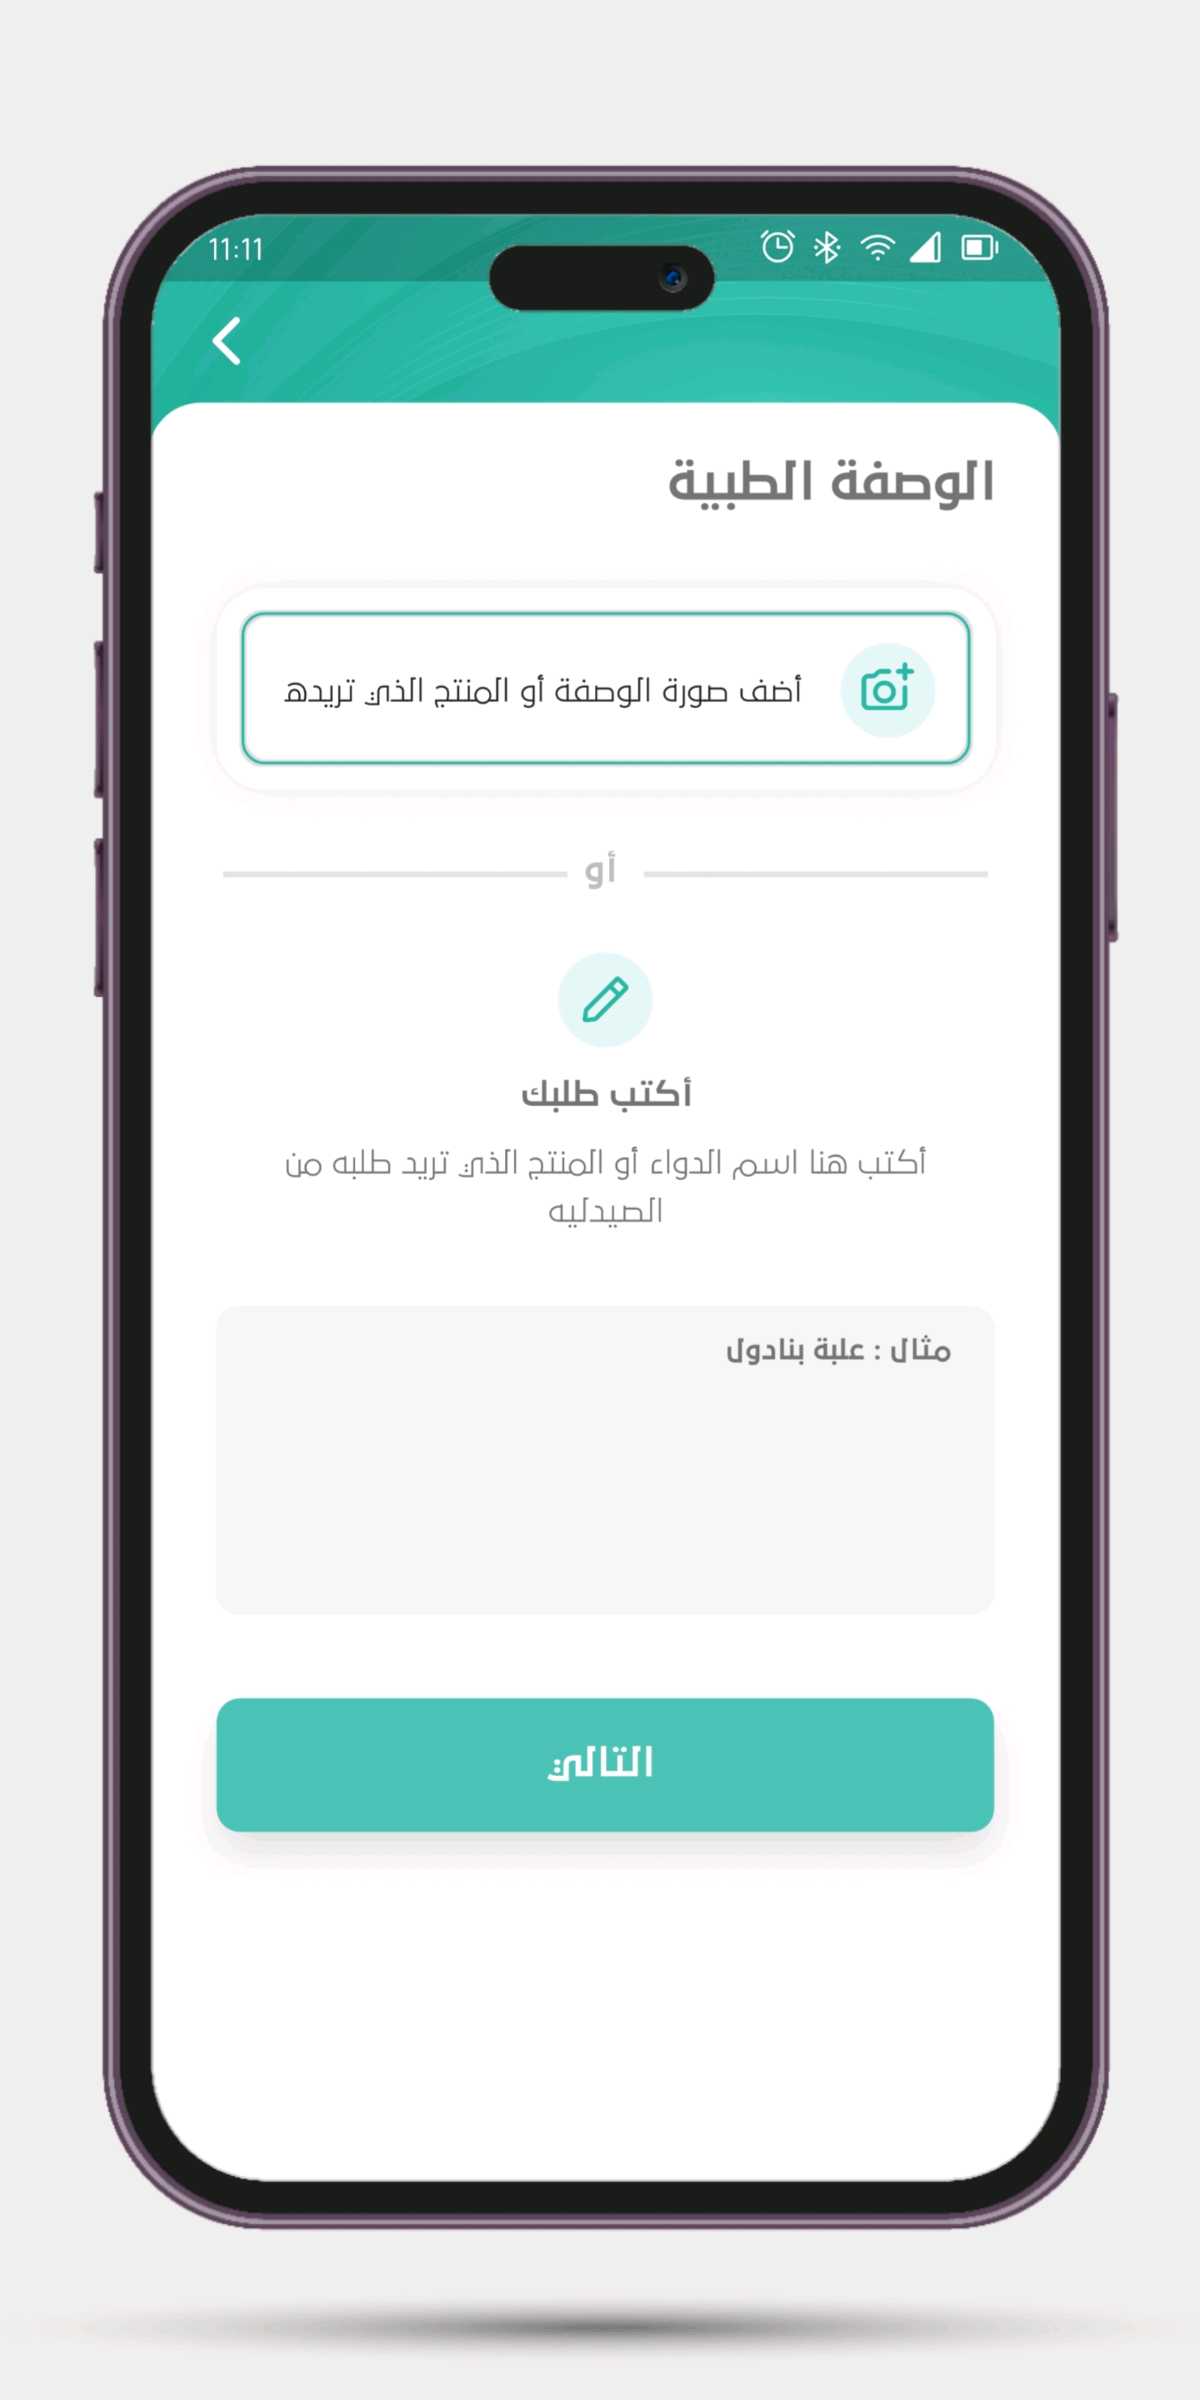 11:11
الوصفة الطبية
أضف صورة الوصفة أو المنتج الذي تريده
أو
أكتب طلبك
أكتب هنا اسم الدواء أو المنتج الذي تريد طلبه من
الصيدليه
مثال : علبة بنادول
التالي